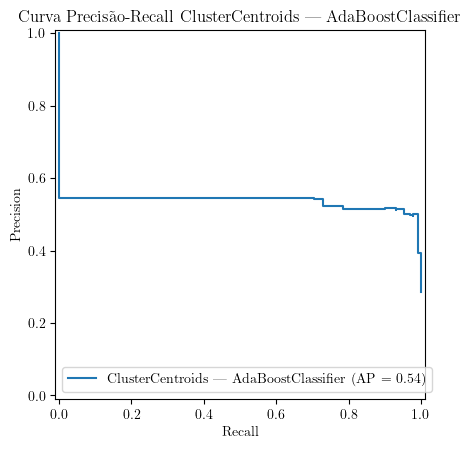 Curva Precisão-Recall ClusterCentroids — AdaBoostClassifier
1.0
0.8
0.6
0.4
0.2
0.0
Precision
ClusterCentroids — AdaBoostClassifier (AP = 0.54)
0.0 0.2 0.4 0.6 0.8 1.0
Recall